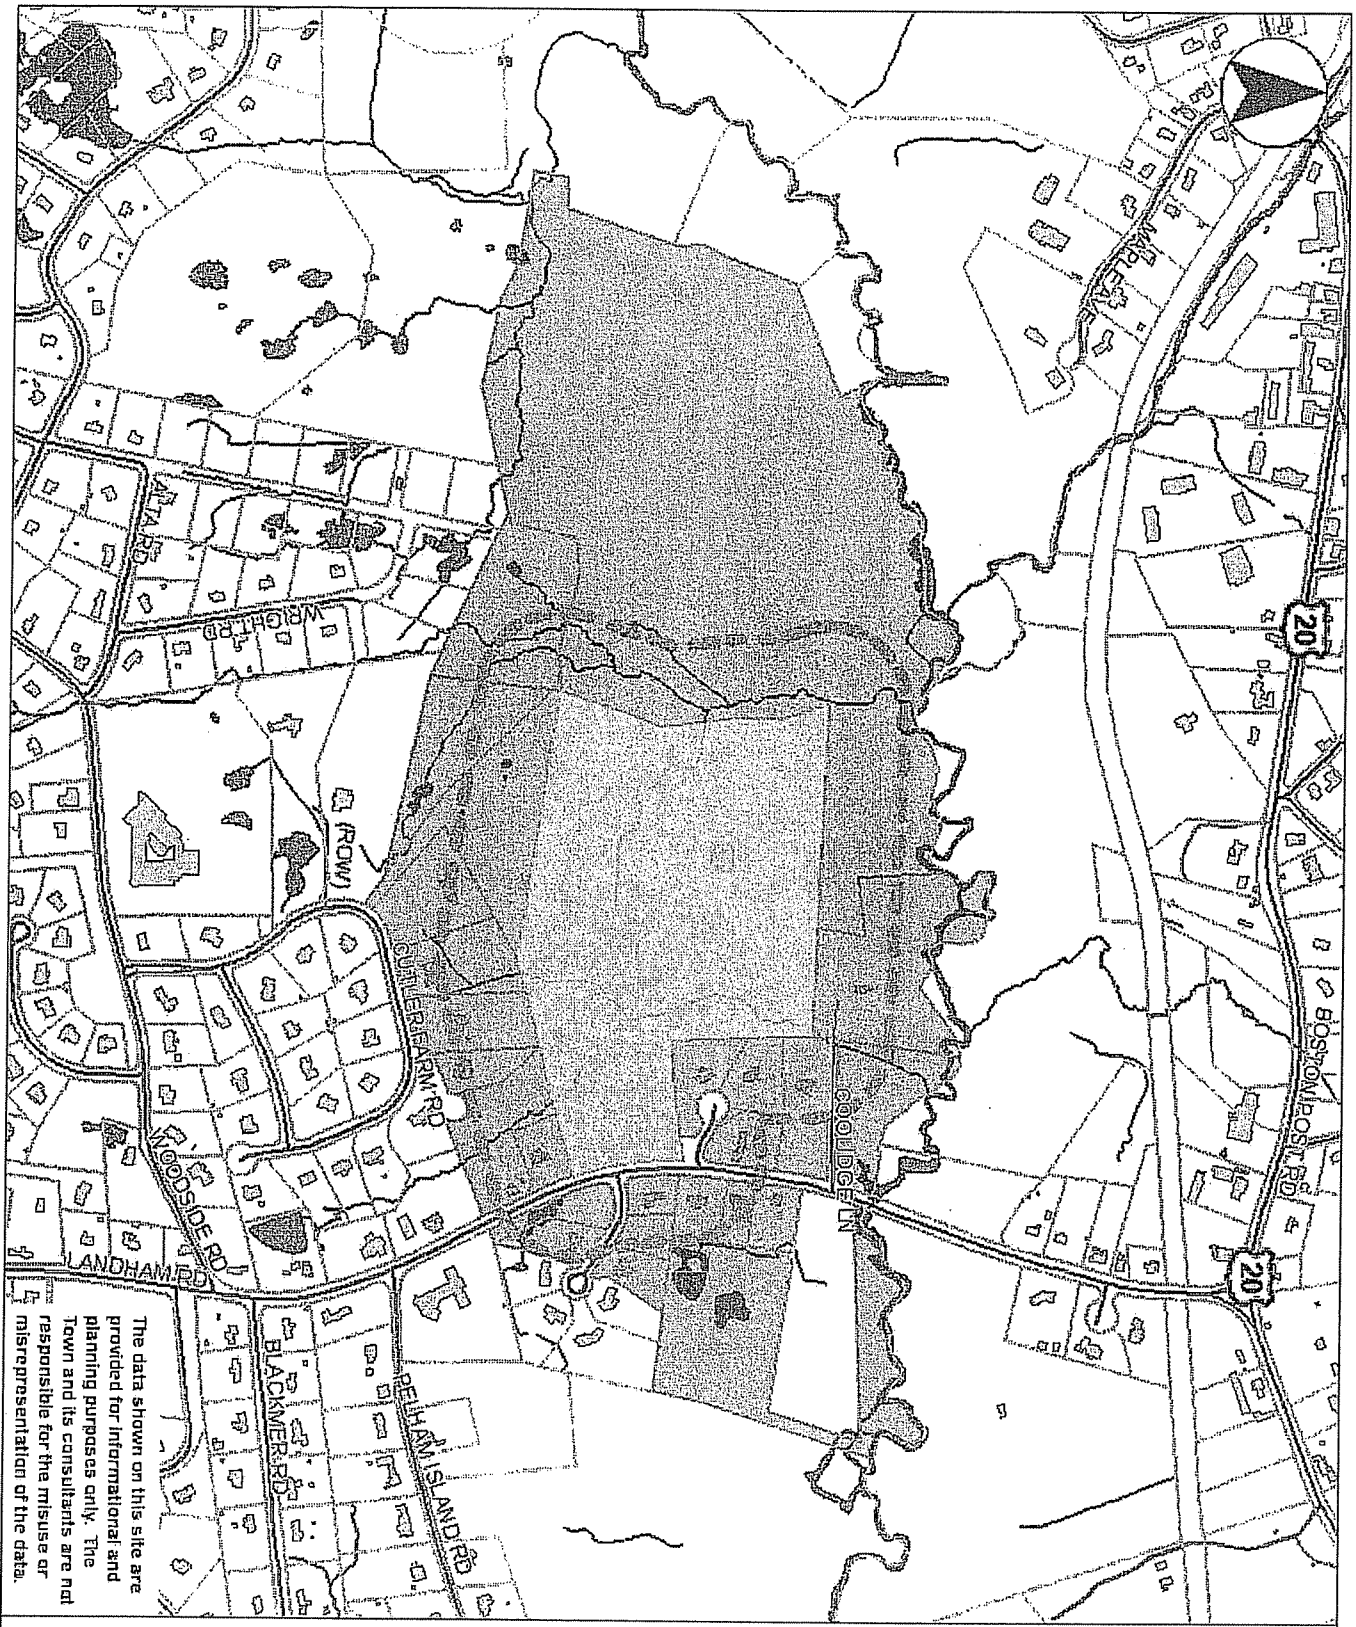 MAPLE AVE
20
BOSTON POST RD
20
COOLIDGE LN
(ROW)
CUTLER FARM RD
WRIGHT RD
WOODSIDE RD
LANDHAM RD
BLACKMER RD
PELHAM ISLAND RD
The data shown on this site are
provided for informational and
planning purposes only. The
Town and its consultants are not
responsible for the misuse or
misrepresentation of the data.